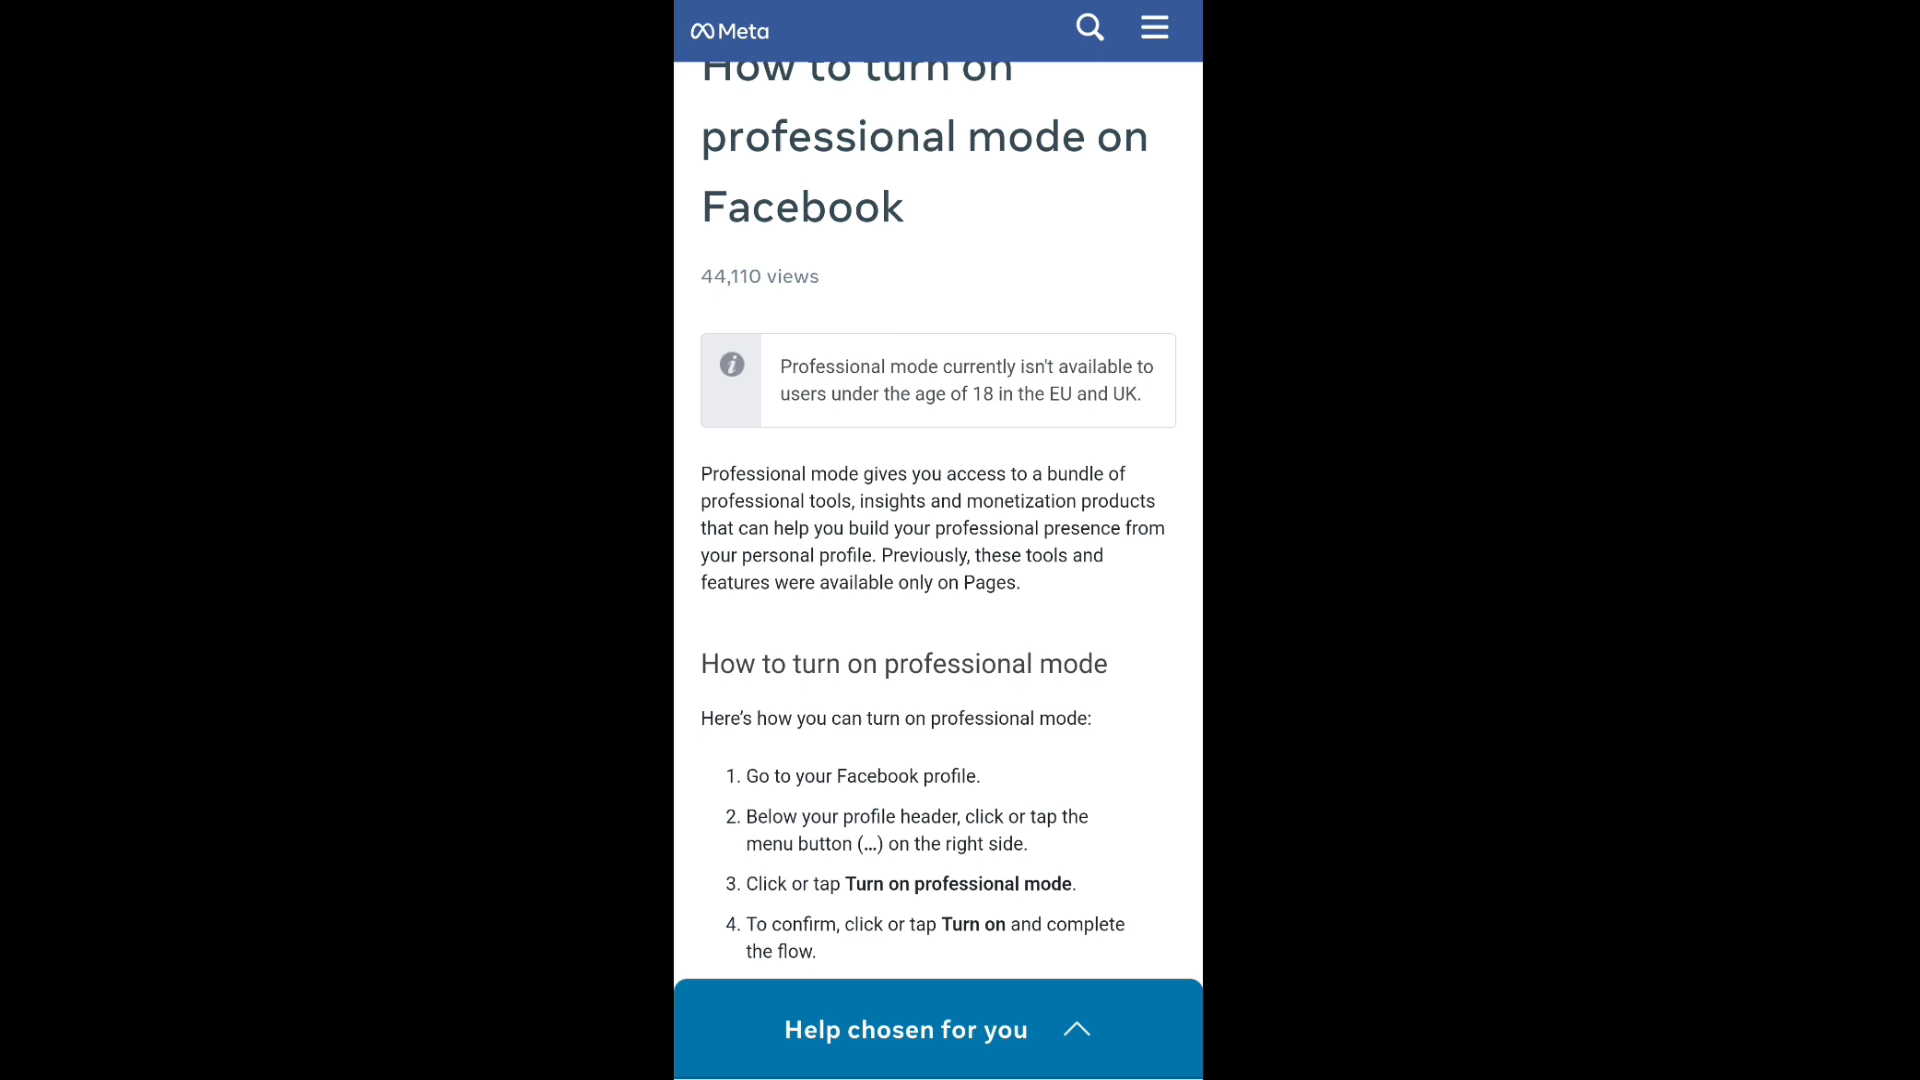 Meta
How to turn on
professional mode on
Facebook
44,110 views
Professional mode currently isn't available to
users under the age of 18 in the EU and UK.
Professional mode gives you access to a bundle of
professional tools, insights and monetization products
that can help you build your professional presence from
your personal profile. Previously, these tools and
features were available only on Pages.
How to turn on professional mode
Here’s how you can turn on professional mode:
1. Go to your Facebook profile.
2. Below your profile header, click or tap the
menu button (...) on the right side.
3. Click or tap Turn on professional mode.
4. To confirm, click or tap Turn on and complete
the flow.
Help chosen for you